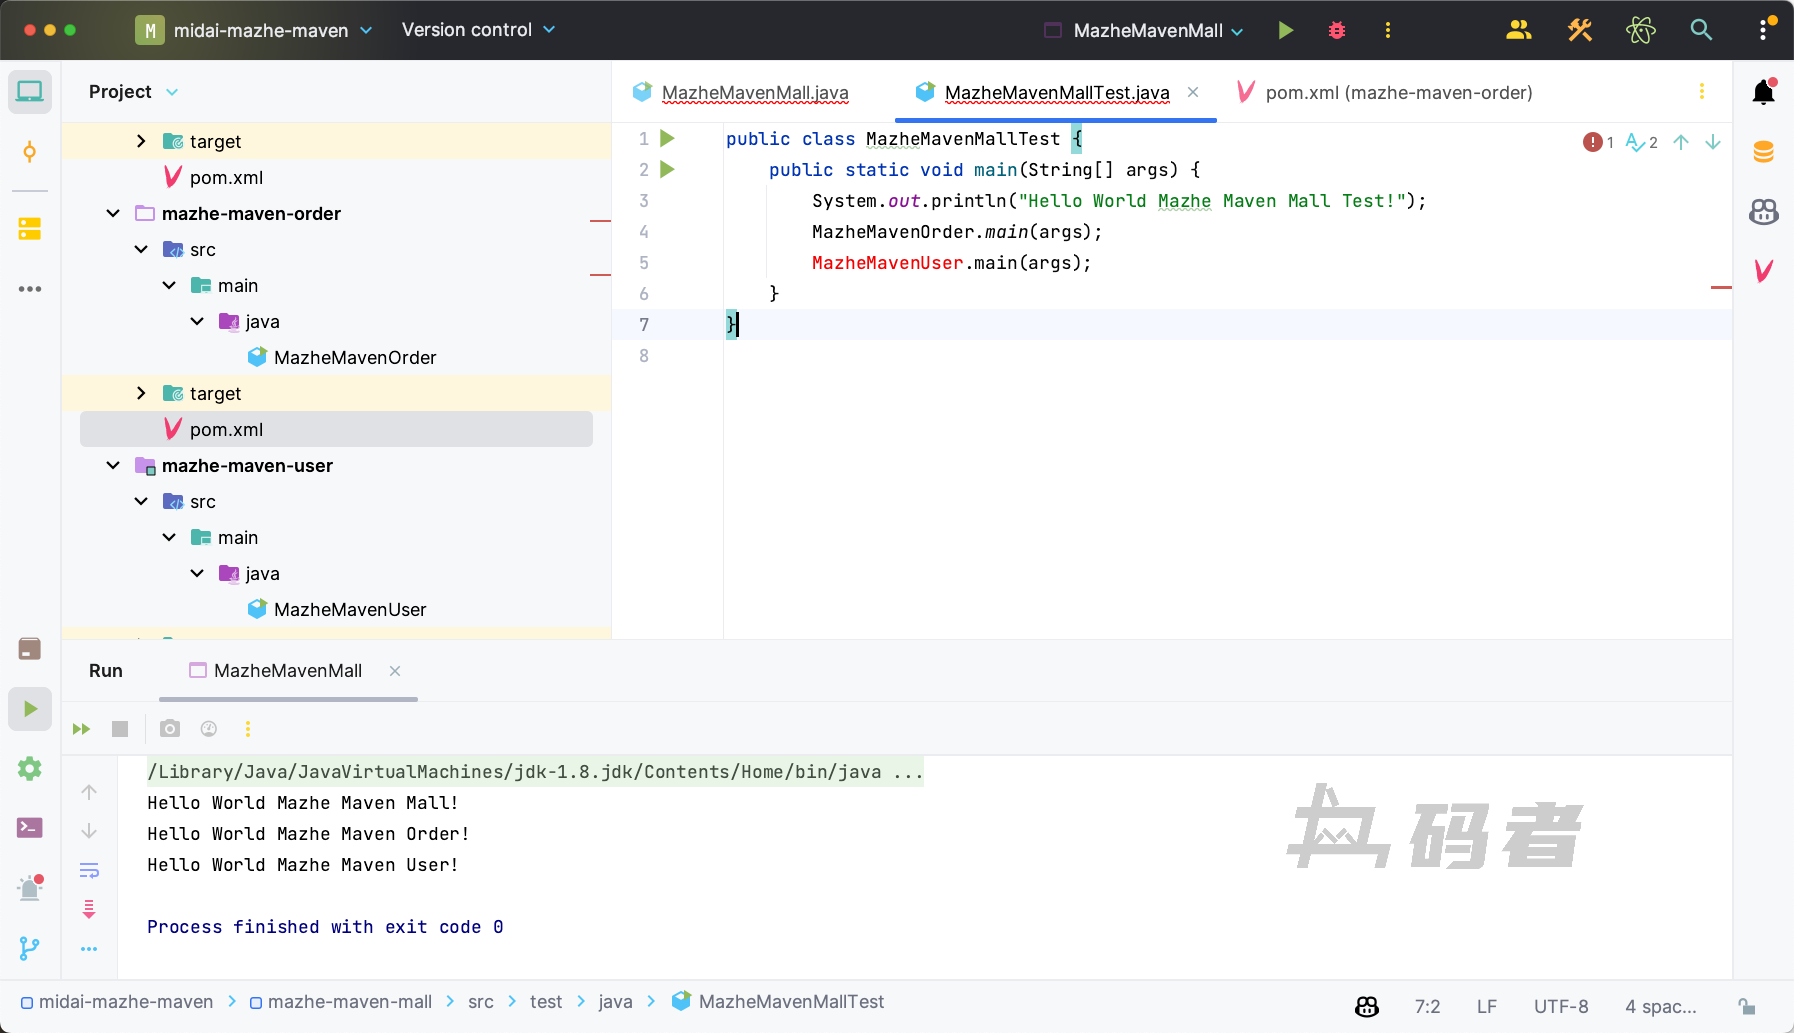 M midai-mazhe-maven Version control MazheMavenMall
Project
target
pom.xml
mazhe-maven-order
src
main
java
MazheMavenOrder
target
pom.xml
mazhe-maven-user
src
main
java
MazheMavenUser
MazheMavenMall.java MazheMavenMallTest.java pom.xml (mazhe-maven-order)
1 public class MazheMavenMallTest {
2 public static void main(String[] args) {
3 System.out.println("Hello World Mazhe Maven Mall Test!");
4 MazheMavenOrder.main(args);
5 MazheMavenUser.main(args);
6 }
7 }
8
1 2
Run MazheMavenMall
/Library/Java/JavaVirtualMachines/jdk-1.8.jdk/Contents/Home/bin/java ...
Hello World Mazhe Maven Mall!
Hello World Mazhe Maven Order!
Hello World Mazhe Maven User!
Process finished with exit code 0
码者
midai-mazhe-maven > mazhe-maven-mall > src > test > java > MazheMavenMallTest
7:2 LF UTF-8 4 spac...